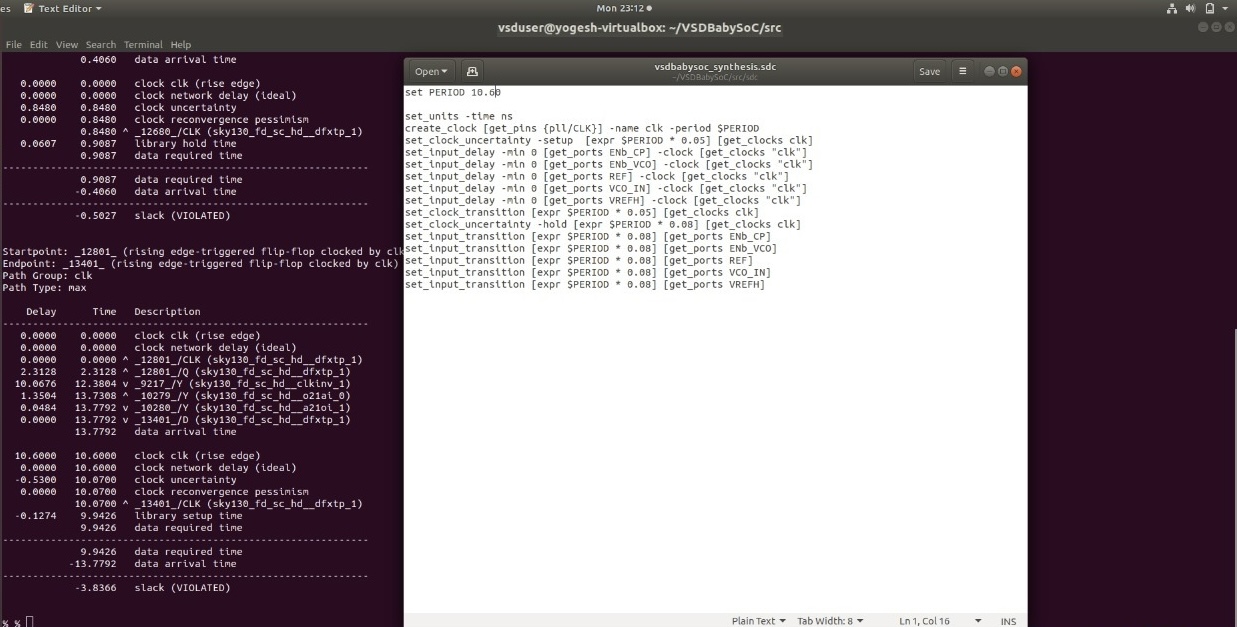 es Text Editor Mon 23:12
vsduser@yogesh-virtualbox: ~/VSDBabySoC/src
File Edit View Search Terminal Help
0.4060 data arrival time
0.0000 0.0000 clock clk (rise edge)
0.0000 0.0000 clock network delay (ideal)
0.8480 0.8480 clock uncertainty
0.0000 0.8480 clock reconvergence pessimism
0.8480 ^ _12680_/CLK (sky130_fd_sc_hd__dfxtp_1)
0.0607 0.9087 library hold time
0.9087 data required time
---------------------------------------------------------
0.9087 data required time
-0.4060 data arrival time
---------------------------------------------------------
-0.5027 slack (VIOLATED)
Startpoint: _12801_ (rising edge-triggered flip-flop clocked by clk
Endpoint: _13401_ (rising edge-triggered flip-flop clocked by clk)
Path Group: clk
Path Type: max
Delay Time Description
---------------------------------------------------------
0.0000 0.0000 clock clk (rise edge)
0.0000 0.0000 clock network delay (ideal)
0.0000 0.0000 ^ _12801_/CLK (sky130_fd_sc_hd__dfxtp_1)
2.3128 2.3128 ^ _12801_/Q (sky130_fd_sc_hd__dfxtp_1)
10.0676 12.3804 v _9217_/Y (sky130_fd_sc_hd__clkinv_1)
1.3504 13.7308 ^ _10279_/Y (sky130_fd_sc_hd__o21ai_0)
0.0484 13.7792 v _10280_/Y (sky130_fd_sc_hd__a21oi_1)
0.0000 13.7792 v _13401_/D (sky130_fd_sc_hd__dfxtp_1)
13.7792 data arrival time
10.6000 10.6000 clock clk (rise edge)
0.0000 10.6000 clock network delay (ideal)
-0.5300 10.0700 clock uncertainty
0.0000 10.0700 clock reconvergence pessimism
10.0700 ^ _13401_/CLK (sky130_fd_sc_hd__dfxtp_1)
-0.1274 9.9426 library setup time
9.9426 data required time
---------------------------------------------------------
9.9426 data required time
-13.7792 data arrival time
---------------------------------------------------------
-3.8366 slack (VIOLATED)
% %
Open vsdbabysoc_synthesis.sdc Save
~/VSDBabySoC/src/sdc
set PERIOD 10.60
set_units -time ns
create_clock [get_pins {pll/CLK}] -name clk -period $PERIOD
set_clock_uncertainty -setup  [expr $PERIOD * 0.05] [get_clocks clk]
set_input_delay -min 0 [get_ports ENb_CP] -clock [get_clocks "clk"]
set_input_delay -min 0 [get_ports ENb_VCO] -clock [get_clocks "clk"]
set_input_delay -min 0 [get_ports REF] -clock [get_clocks "clk"]
set_input_delay -min 0 [get_ports VCO_IN] -clock [get_clocks "clk"]
set_input_delay -min 0 [get_ports VREFH] -clock [get_clocks "clk"]
set_clock_transition [expr $PERIOD * 0.05] [get_clocks clk]
set_clock_uncertainty -hold [expr $PERIOD * 0.08] [get_clocks clk]
set_input_transition [expr $PERIOD * 0.08] [get_ports ENb_CP]
set_input_transition [expr $PERIOD * 0.08] [get_ports ENb_VCO]
set_input_transition [expr $PERIOD * 0.08] [get_ports REF]
set_input_transition [expr $PERIOD * 0.08] [get_ports VCO_IN]
set_input_transition [expr $PERIOD * 0.08] [get_ports VREFH]
Plain Text Tab Width: 8 Ln 1, Col 16 INS